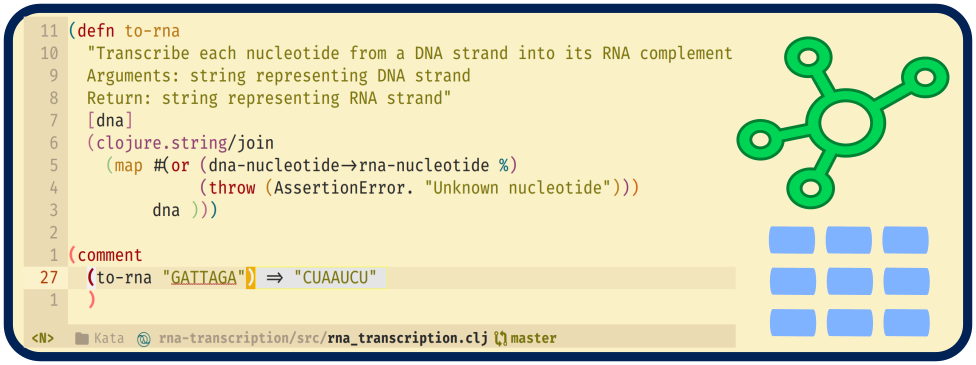 11 (defn to-rna
10 "Transcribe each nucleotide from a DNA strand into its RNA complement
9 Arguments: string representing DNA strand
8 Return: string representing RNA strand"
7 [dna]
6 (clojure.string/join
5 (map #(or (dna-nucleotide->rna-nucleotide %)
4 (throw (AssertionError. "Unknown nucleotide")))
3 dna )))
2
1 (comment
27 (to-rna "GATTAGA") => "CUAAUCU"
1 )
<N> Kata rna-transcription/src/rna_transcription.clj master